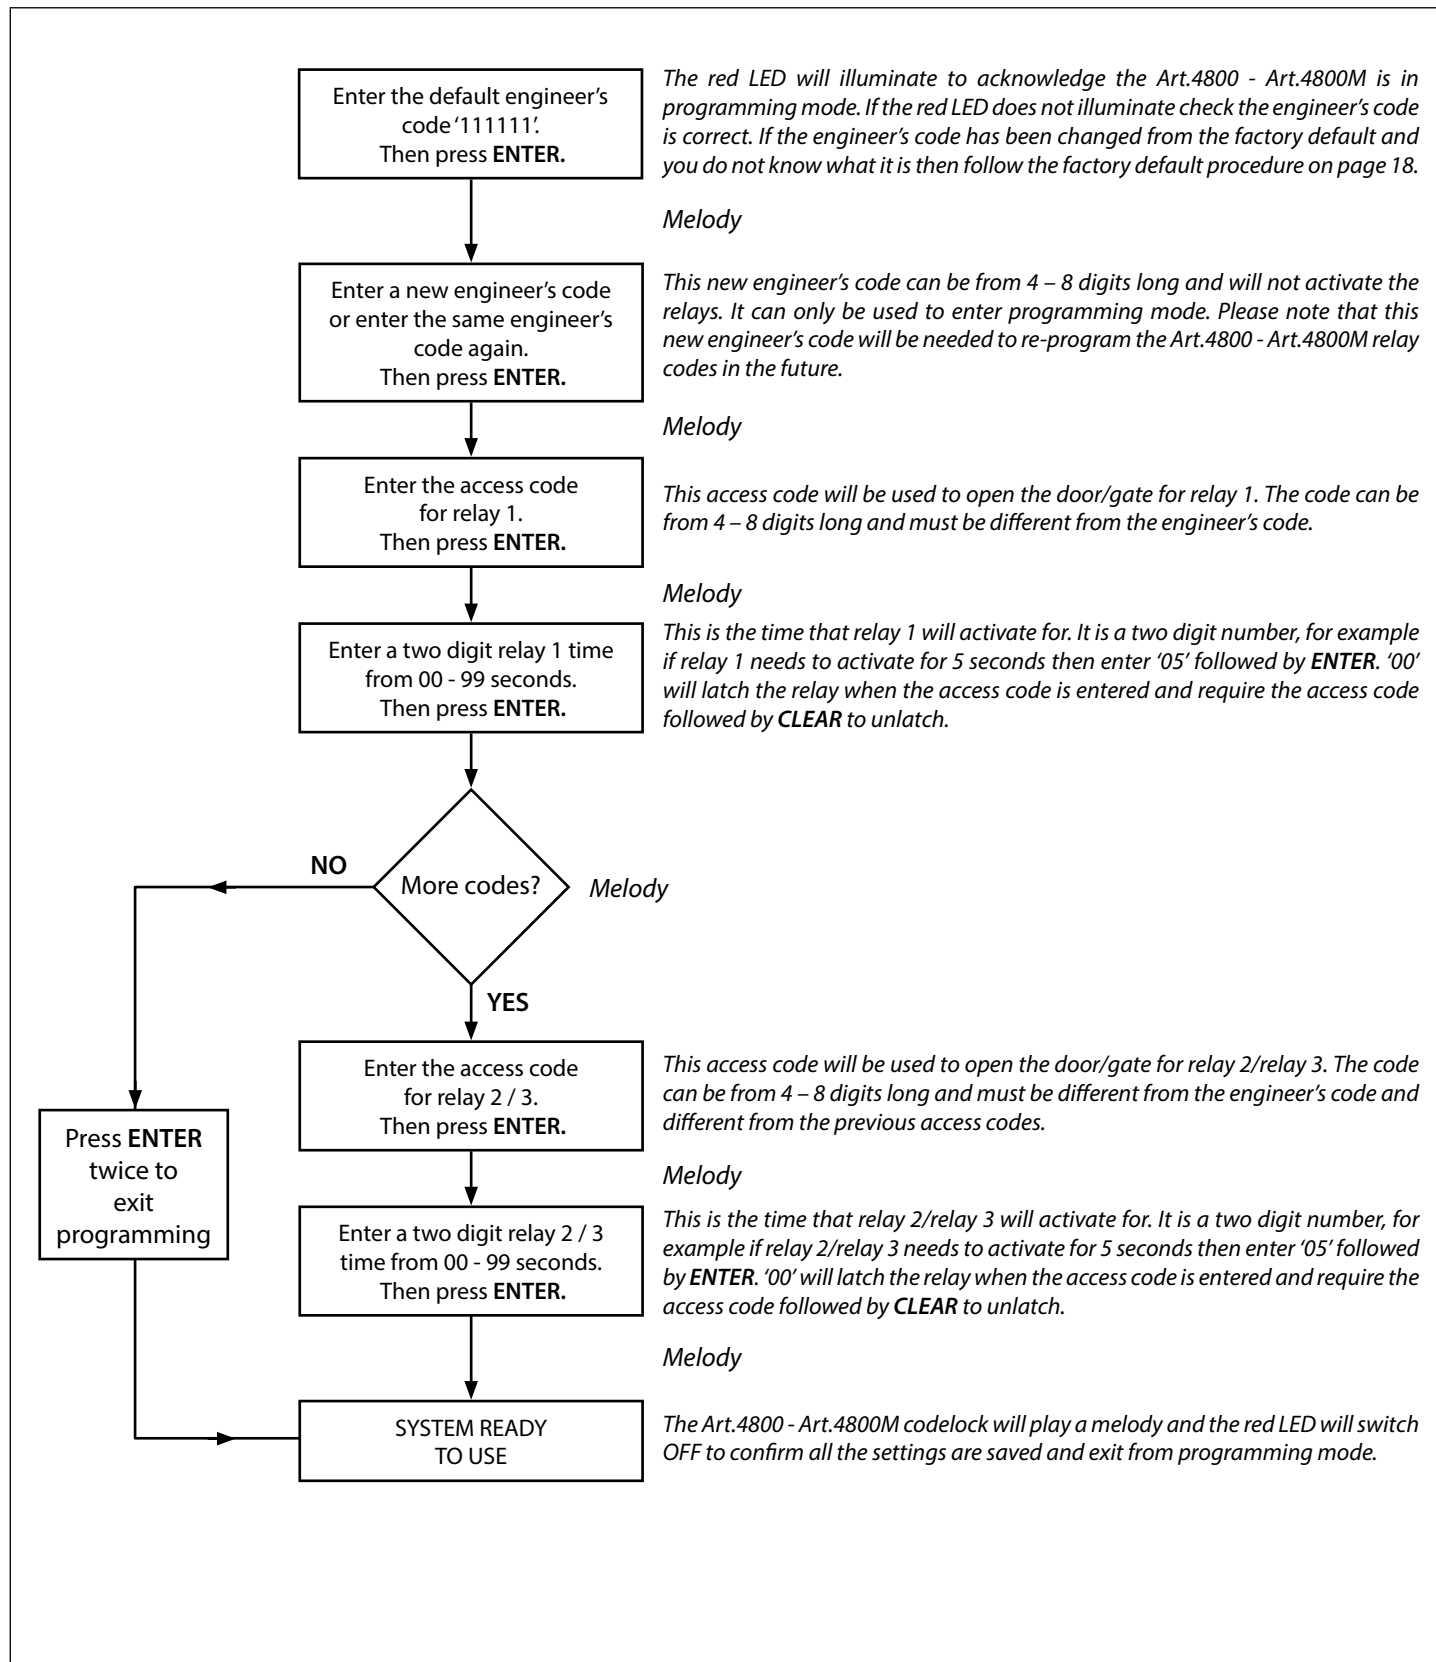 Enter the default engineer's
code '111111'.
Then press ENTER.
The red LED will illuminate to acknowledge the Art.4800 - Art.4800M is in
programming mode. If the red LED does not illuminate check the engineer's code
is correct. If the engineer's code has been changed from the factory default and
you do not know what it is then follow the factory default procedure on page 18.
Melody
Enter a new engineer's code
or enter the same engineer's
code again.
Then press ENTER.
This new engineer's code can be from 4 – 8 digits long and will not activate the
relays. It can only be used to enter programming mode. Please note that this
new engineer's code will be needed to re-program the Art.4800 - Art.4800M relay
codes in the future.
Melody
Enter the access code
for relay 1.
Then press ENTER.
This access code will be used to open the door/gate for relay 1. The code can be
from 4 – 8 digits long and must be different from the engineer's code.
Melody
Enter a two digit relay 1 time
from 00 - 99 seconds.
Then press ENTER.
This is the time that relay 1 will activate for. It is a two digit number, for example
if relay 1 needs to activate for 5 seconds then enter '05' followed by ENTER. '00'
will latch the relay when the access code is entered and require the access code
followed by CLEAR to unlatch.
NO
More codes?
Melody
YES
Enter the access code
for relay 2 / 3.
Then press ENTER.
This access code will be used to open the door/gate for relay 2/relay 3. The code
can be from 4 – 8 digits long and must be different from the engineer's code and
different from the previous access codes.
Press ENTER
twice to
exit
programming
Melody
Enter a two digit relay 2 / 3
time from 00 - 99 seconds.
Then press ENTER.
This is the time that relay 2/relay 3 will activate for. It is a two digit number, for
example if relay 2/relay 3 needs to activate for 5 seconds then enter '05' followed
by ENTER. '00' will latch the relay when the access code is entered and require the
access code followed by CLEAR to unlatch.
Melody
SYSTEM READY
TO USE
The Art.4800 - Art.4800M codelock will play a melody and the red LED will switch
OFF to confirm all the settings are saved and exit from programming mode.